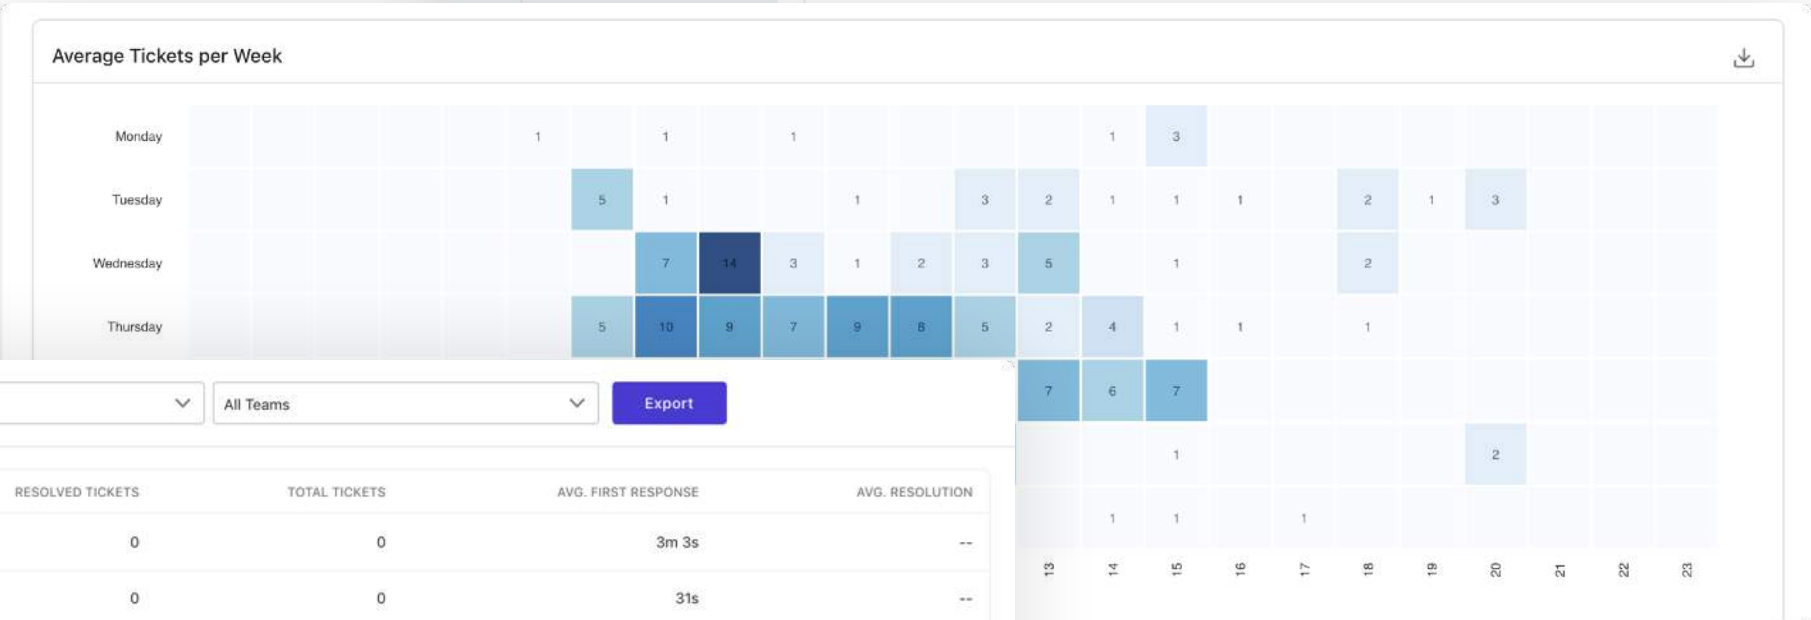 Average Tickets per Week
Monday 1 1 1 1 3
Tuesday 5 1 1 3 2 1 1 1 2 1 3
Wednesday 7 14 3 1 2 3 5 1 2
Thursday 5 10 9 7 9 8 5 2 4 1 1 1
7 6 7
All Teams Export
1 2
RESOLVED TICKETS TOTAL TICKETS AVG. FIRST RESPONSE AVG. RESOLUTION
1 1 1
0 0 3m 3s --
13 14 15 16 17 18 19 20 21 22 23
0 0 31s --